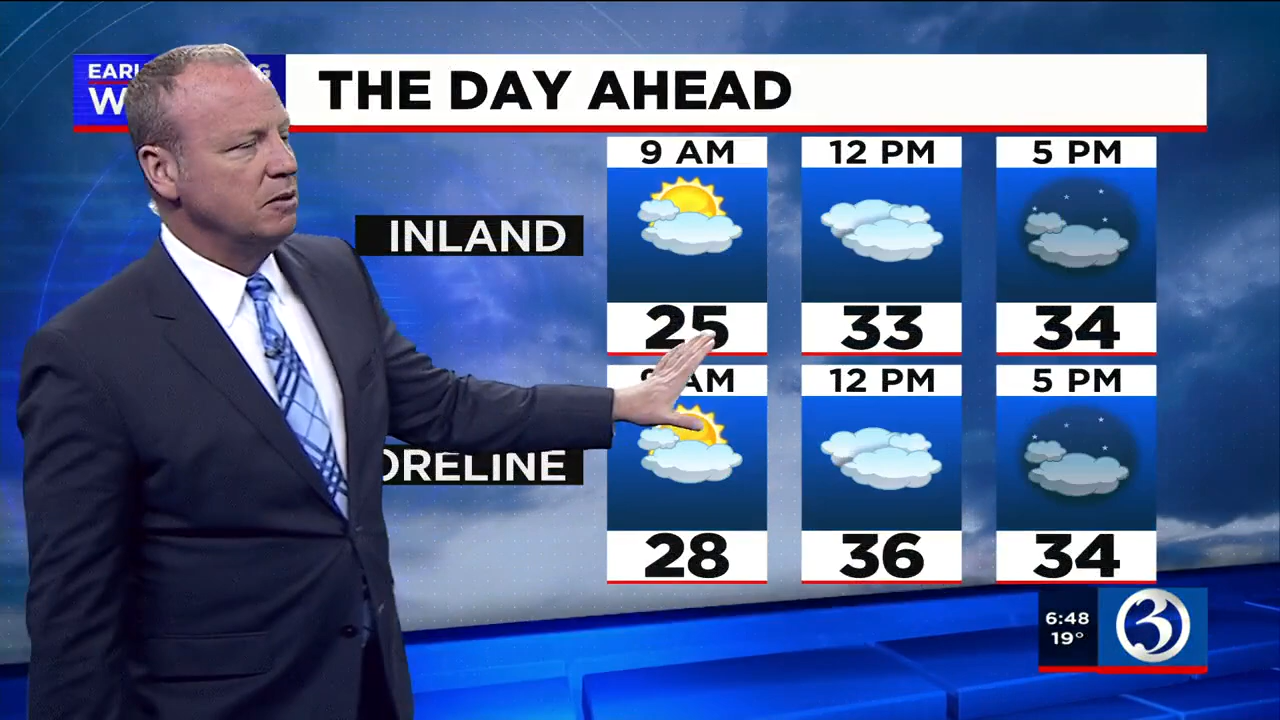 THE DAY AHEAD
9 AM 12 PM 5 PM
INLAND
25 33 34
AM 12 PM 5 PM
28 36 34
6:48
19°
3